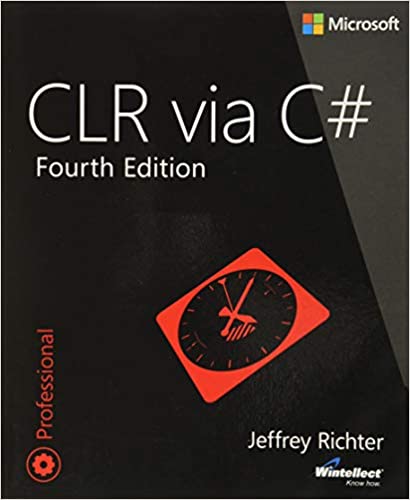 Microsoft
CLR via C#
Fourth Edition
Professional
Jeffrey Richter
Wintellect
Know how.